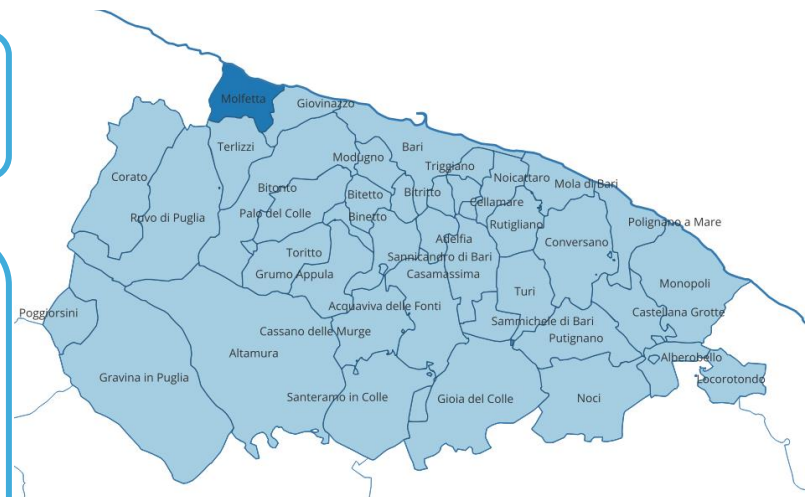 Molfetta
Giovinazzo
Terlizzi
Bari
Modugno
Triggiano
Corato
Noicattaro
Mola di Bari
Bitonto
Bitetto
Bitritto
Cellamare
Ruvo di Puglia
Palo del Colle
Binetto
Rutigliano
Polignano a Mare
Adelfia
Conversano
Toritto
Sannicandro di Bari
Grumo Appula
Casamassima
Monopoli
Turi
Poggiorsini
Acquaviva delle Fonti
Castellana Grotte
Sammichele di Bari
Cassano delle Murge
Putignano
Altamura
Alberobello
Gravina in Puglia
Locorotondo
Santeramo in Colle
Gioia del Colle
Noci